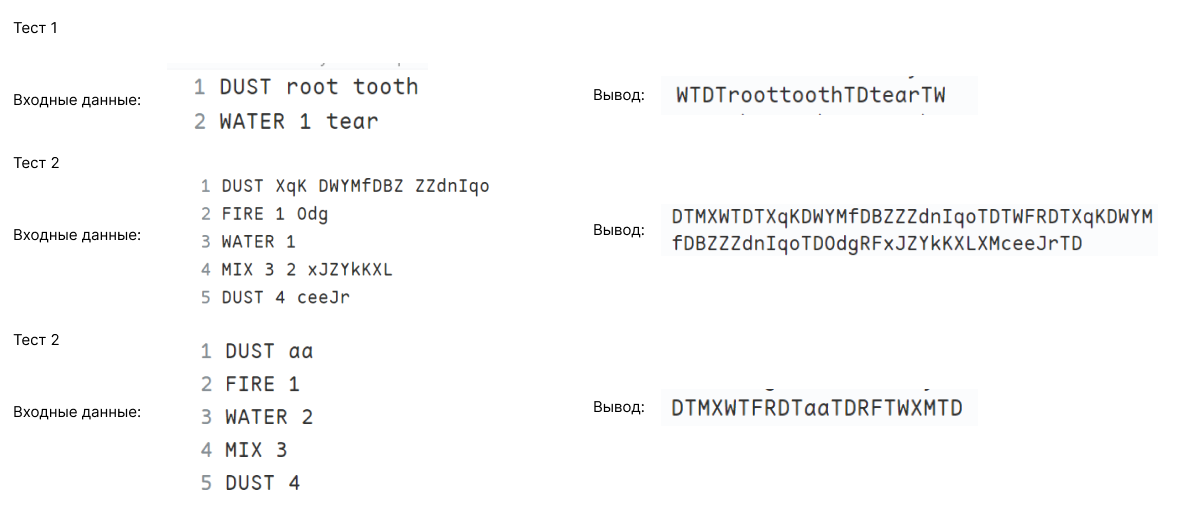 Тест 1
Входные данные:
1 DUST root tooth
2 WATER 1 tear
Вывод:
WTDTroottoothTDtearTW
Тест 2
Входные данные:
1 DUST XqK DWYMfDBZ ZZdnIqo
2 FIRE 1 Odg
3 WATER 1
4 MIX 3 2 xJZYkKXL
5 DUST 4 ceeJr
Вывод:
DTMXWTDTXqKDWYMfDBZZZdnIqoTDTWFRDTXqKDWYM
fDBZZZdnIqoTDOdgRFxJZYkKXLXMceeJrTD
Тест 2
Входные данные:
1 DUST aa
2 FIRE 1
3 WATER 2
4 MIX 3
5 DUST 4
Вывод:
DTMXWTFRDTaaTDRFTWXMTD